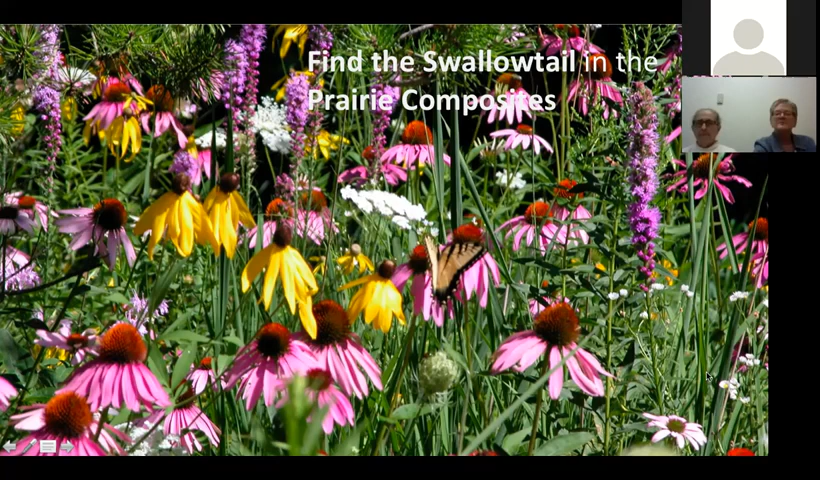 Find the Swallowtail in the
Prairie Composites